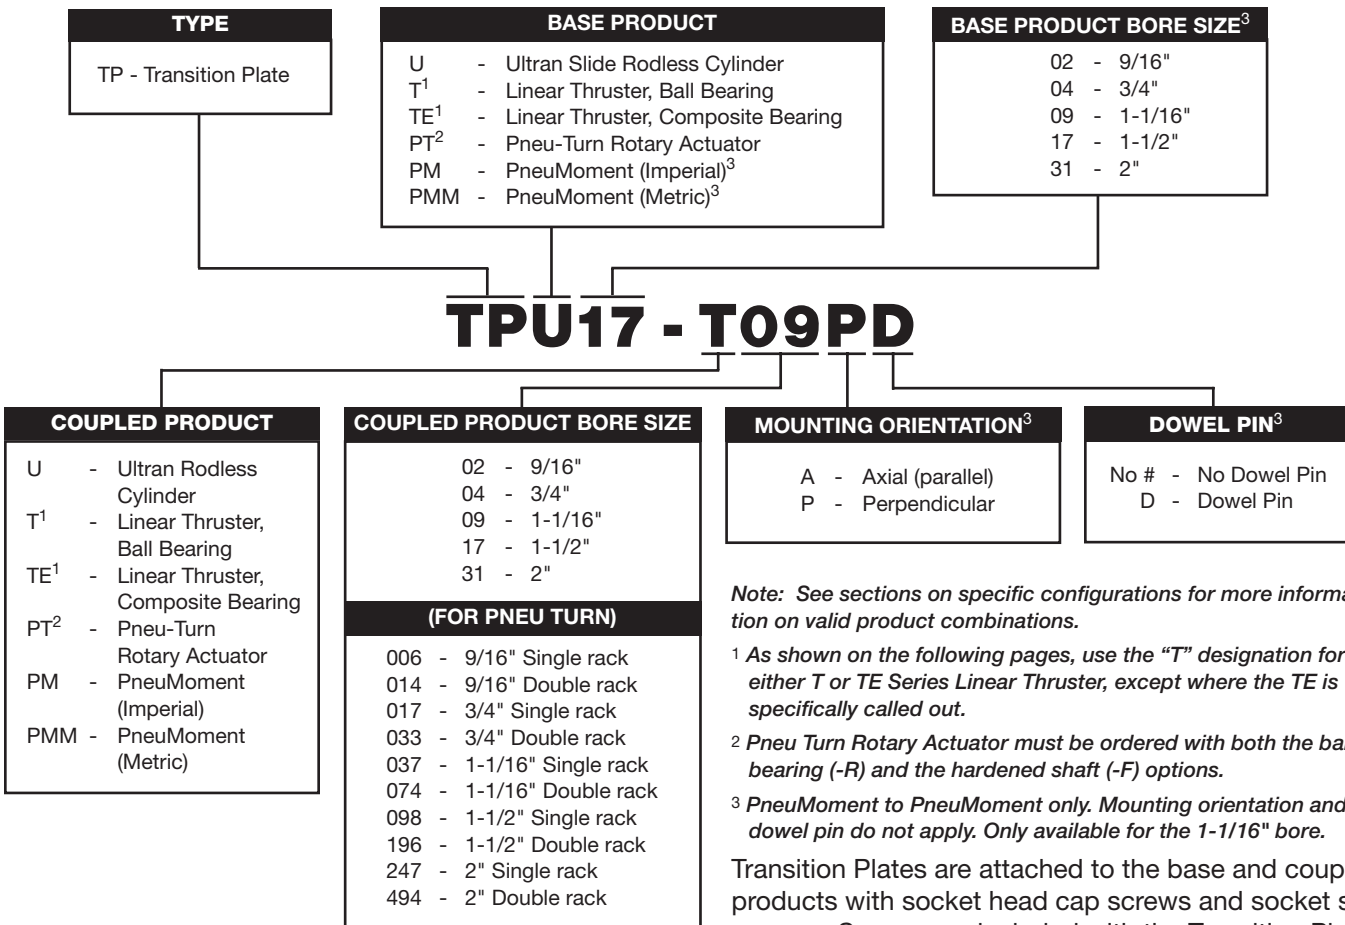 TYPE
TP - Transition Plate
BASE PRODUCT
U - Ultran Slide Rodless Cylinder
T1 - Linear Thruster, Ball Bearing
TE1 - Linear Thruster, Composite Bearing
PT2 - Pneu-Turn Rotary Actuator
PM - PneuMoment (Imperial)3
PMM - PneuMoment (Metric)3
BASE PRODUCT BORE SIZE3
02 - 9/16"
04 - 3/4"
09 - 1-1/16"
17 - 1-1/2"
31 - 2"
TPU17 - T09PD
COUPLED PRODUCT
U - Ultran Rodless
Cylinder
T1 - Linear Thruster,
Ball Bearing
TE1 - Linear Thruster,
Composite Bearing
PT2 - Pneu-Turn
Rotary Actuator
PM - PneuMoment
(Imperial)
PMM - PneuMoment
(Metric)
COUPLED PRODUCT BORE SIZE
02 - 9/16"
04 - 3/4"
09 - 1-1/16"
17 - 1-1/2"
31 - 2"
(FOR PNEU TURN)
006 - 9/16" Single rack
014 - 9/16" Double rack
017 - 3/4" Single rack
033 - 3/4" Double rack
037 - 1-1/16" Single rack
074 - 1-1/16" Double rack
098 - 1-1/2" Single rack
196 - 1-1/2" Double rack
247 - 2" Single rack
494 - 2" Double rack
MOUNTING ORIENTATION3
A - Axial (parallel)
P - Perpendicular
DOWEL PIN3
No # - No Dowel Pin
D - Dowel Pin
Note: See sections on specific configurations for more informa
tion on valid product combinations.
1 As shown on the following pages, use the “T” designation for
either T or TE Series Linear Thruster, except where the TE is
specifically called out.
2 Pneu Turn Rotary Actuator must be ordered with both the ba
bearing (-R) and the hardened shaft (-F) options.
3 PneuMoment to PneuMoment only. Mounting orientation and
dowel pin do not apply. Only available for the 1-1/16" bore.
Transition Plates are attached to the base and coup
products with socket head cap screws and socket s